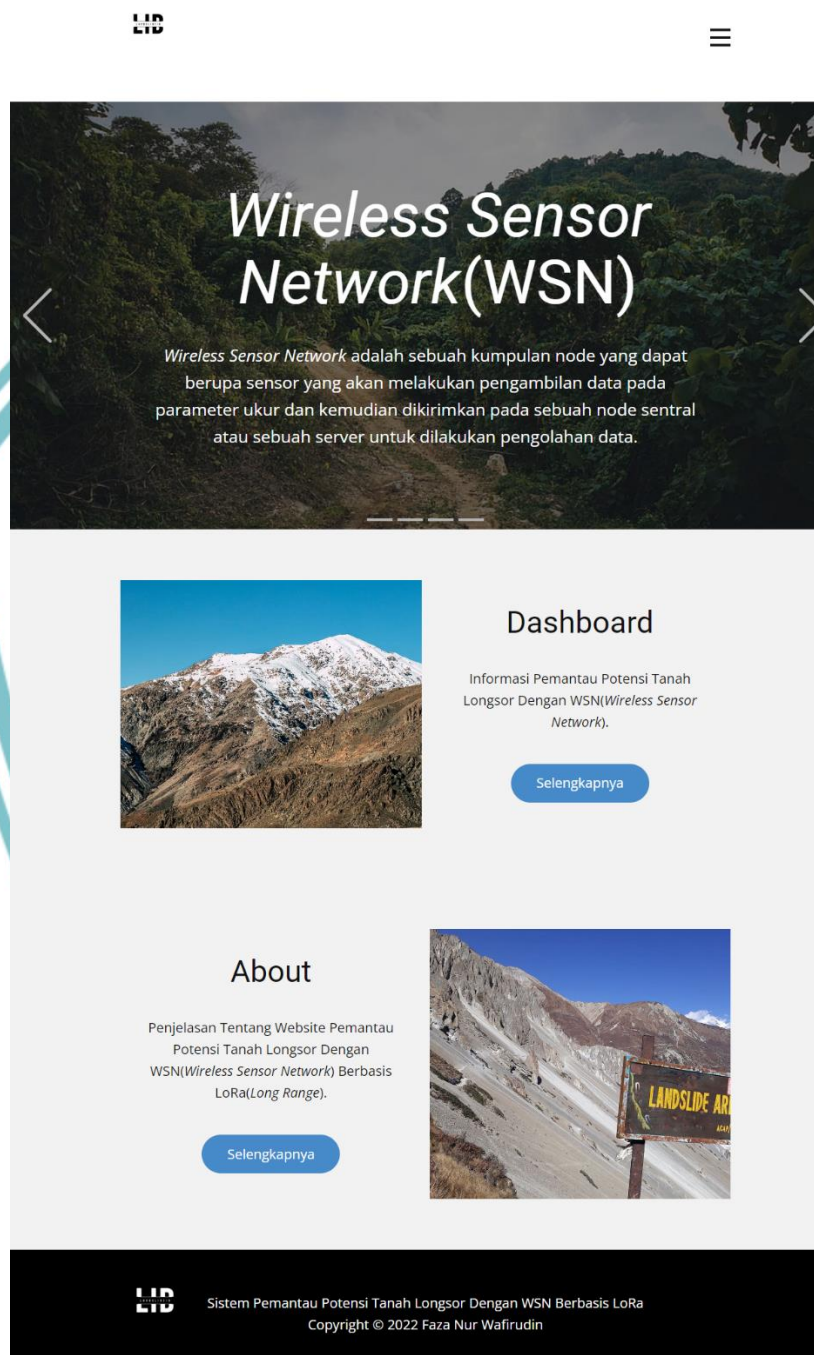 LIB
Wireless Sensor
Network(WSN)
Wireless Sensor Network adalah sebuah kumpulan node yang dapat
berupa sensor yang akan melakukan pengambilan data pada
parameter ukur dan kemudian dikirimkan pada sebuah node sentral
atau sebuah server untuk dilakukan pengolahan data.
Dashboard
Informasi Pemantau Potensi Tanah
Longsor Dengan WSN(Wireless Sensor
Network).
Selengkapnya
About
Penjelasan Tentang Website Pemantau
Potensi Tanah Longsor Dengan
WSN(Wireless Sensor Network) Berbasis
LoRa(Long Range).
Selengkapnya
LANDSLIDE AR
LIB
Sistem Pemantau Potensi Tanah Longsor Dengan WSN Berbasis LoRa
Copyright © 2022 Faza Nur Wafirudin